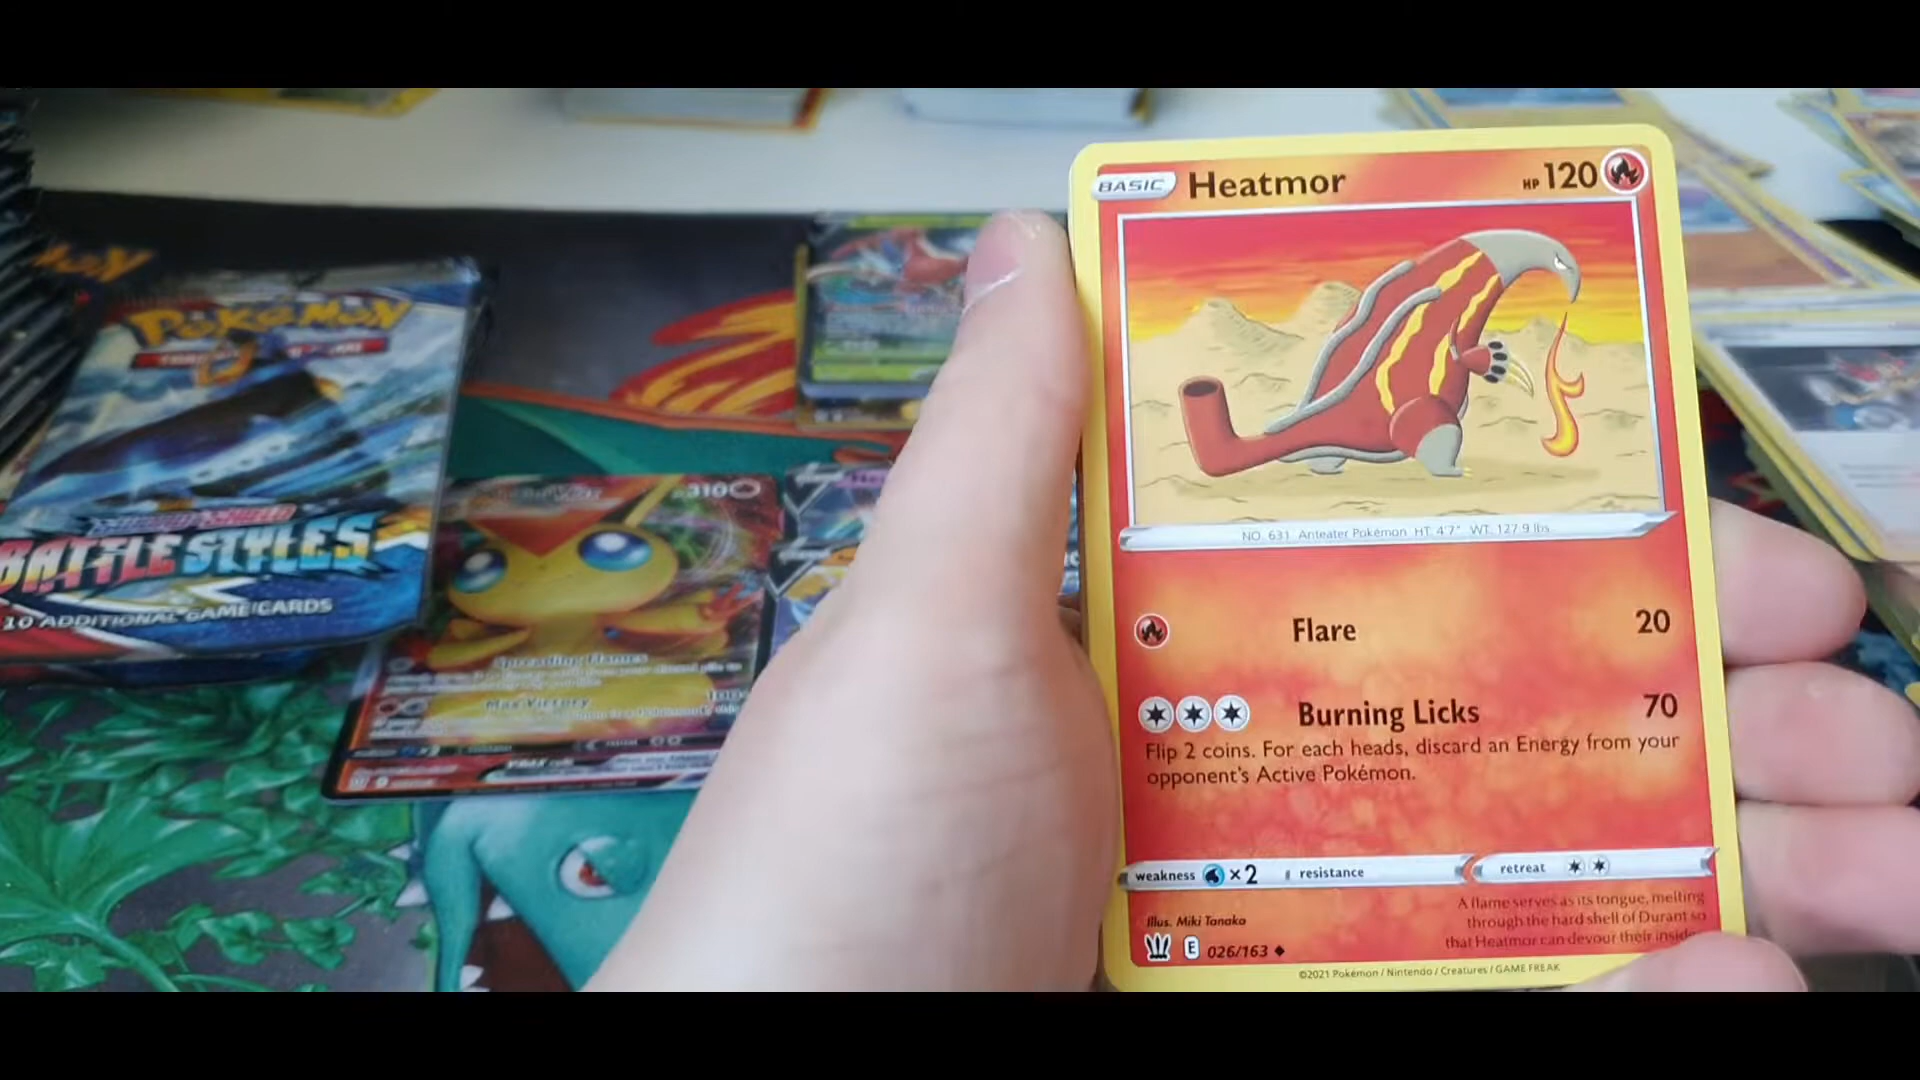 POKéMON
BATTLE STYLES
10 ADDITIONAL GAME CARDS
310
Spreading Flames
Max Victory
100
×2
BASIC Heatmor HP 120
NO. 631 Anteater Pokémon HT: 4'7" WT: 127.9 lbs.
Flare 20
Burning Licks 70
Flip 2 coins. For each heads, discard an Energy from your
opponent's Active Pokémon.
weakness ×2 resistance retreat
A flame serves as its tongue, melting
through the hard shell of Durant so
that Heatmor can devour their
Illus. Miki Tanaka
E 026/163
©2021 Pokémon / Nintendo / Creatures / GAME FREAK